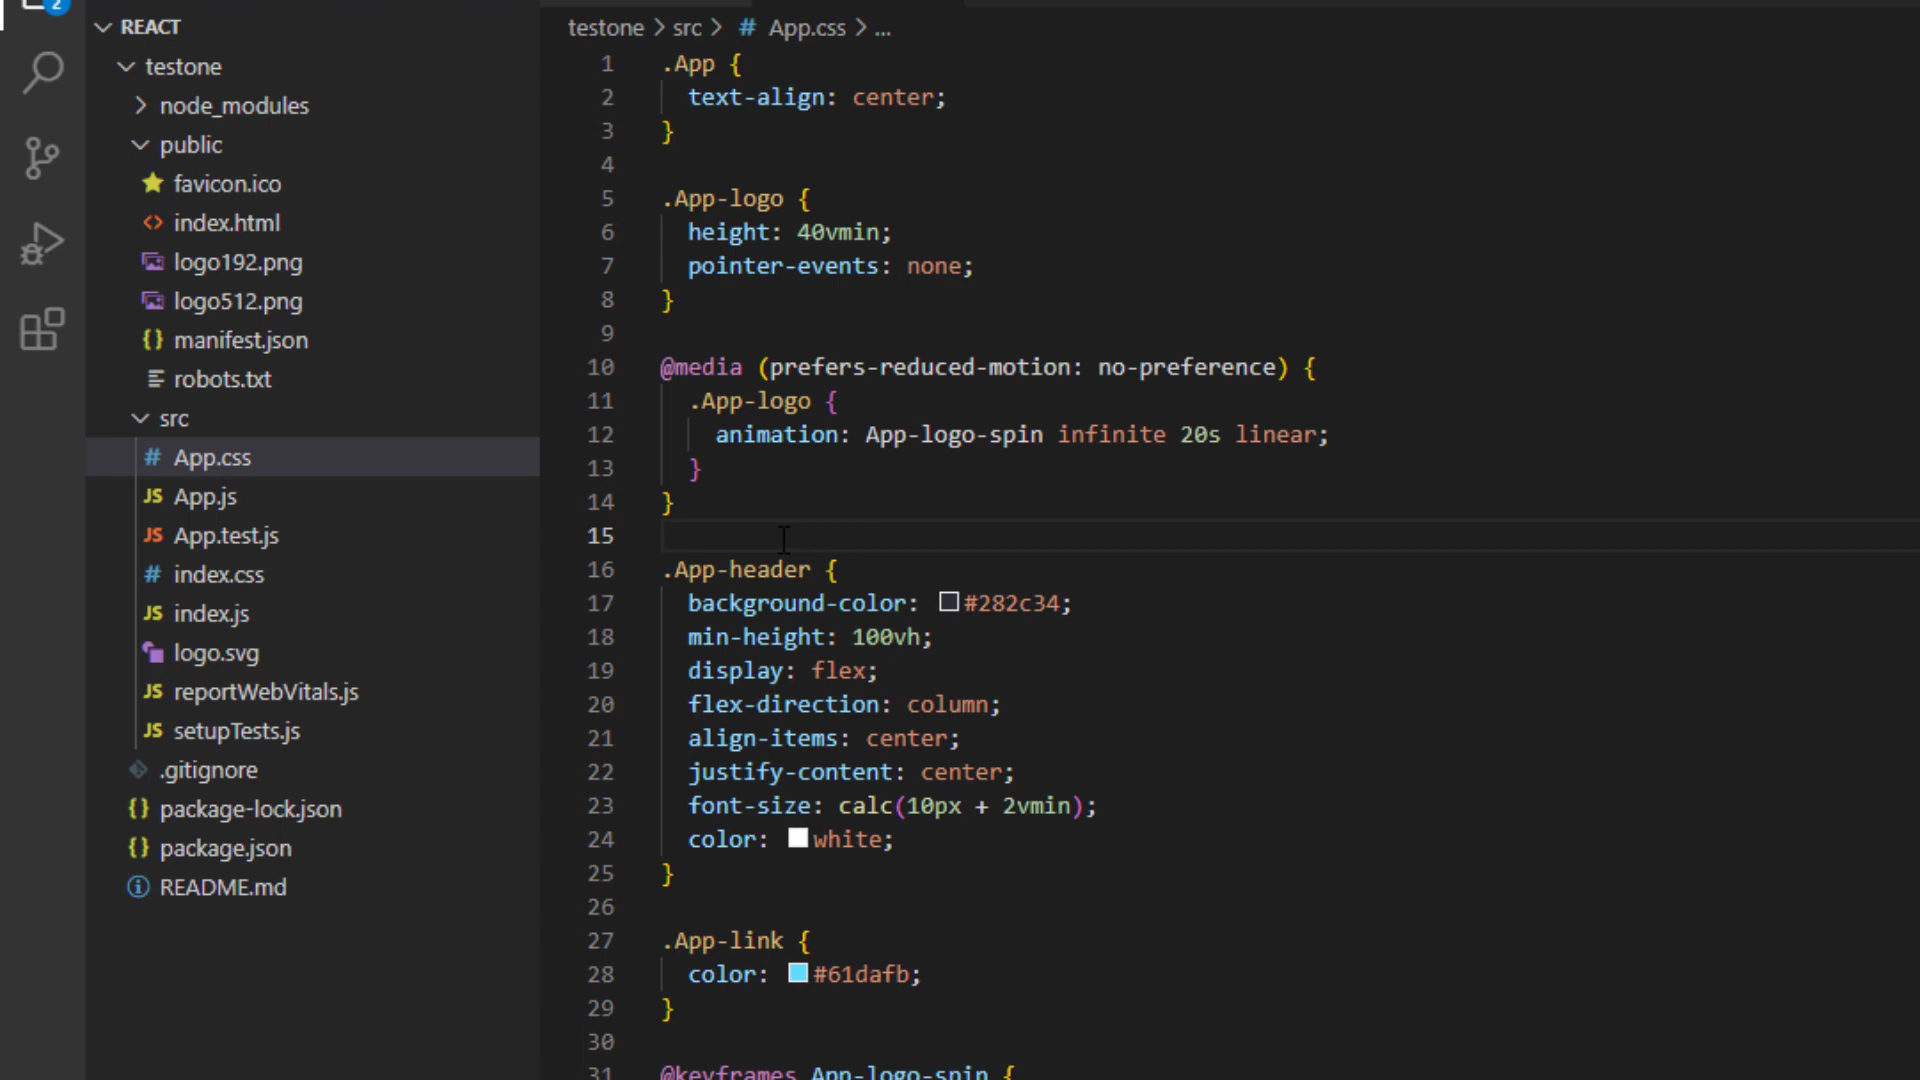 2
REACT
testone
node_modules
public
favicon.ico
index.html
logo192.png
logo512.png
manifest.json
robots.txt
src
# App.css
JS App.js
JS App.test.js
# index.css
JS index.js
logo.svg
JS reportWebVitals.js
JS setupTests.js
.gitignore
{} package-lock.json
{} package.json
README.md
testone > src > # App.css > ...
1 .App {
2 text-align: center;
3 }
4
5 .App-logo {
6 height: 40vmin;
7 pointer-events: none;
8 }
9
10 @media (prefers-reduced-motion: no-preference) {
11 .App-logo {
12 animation: App-logo-spin infinite 20s linear;
13 }
14 }
15
16 .App-header {
17 background-color: #282c34;
18 min-height: 100vh;
19 display: flex;
20 flex-direction: column;
21 align-items: center;
22 justify-content: center;
23 font-size: calc(10px + 2vmin);
24 color: white;
25 }
26
27 .App-link {
28 color: #61dafb;
29 }
30
31 @keyframes App-logo-spin {